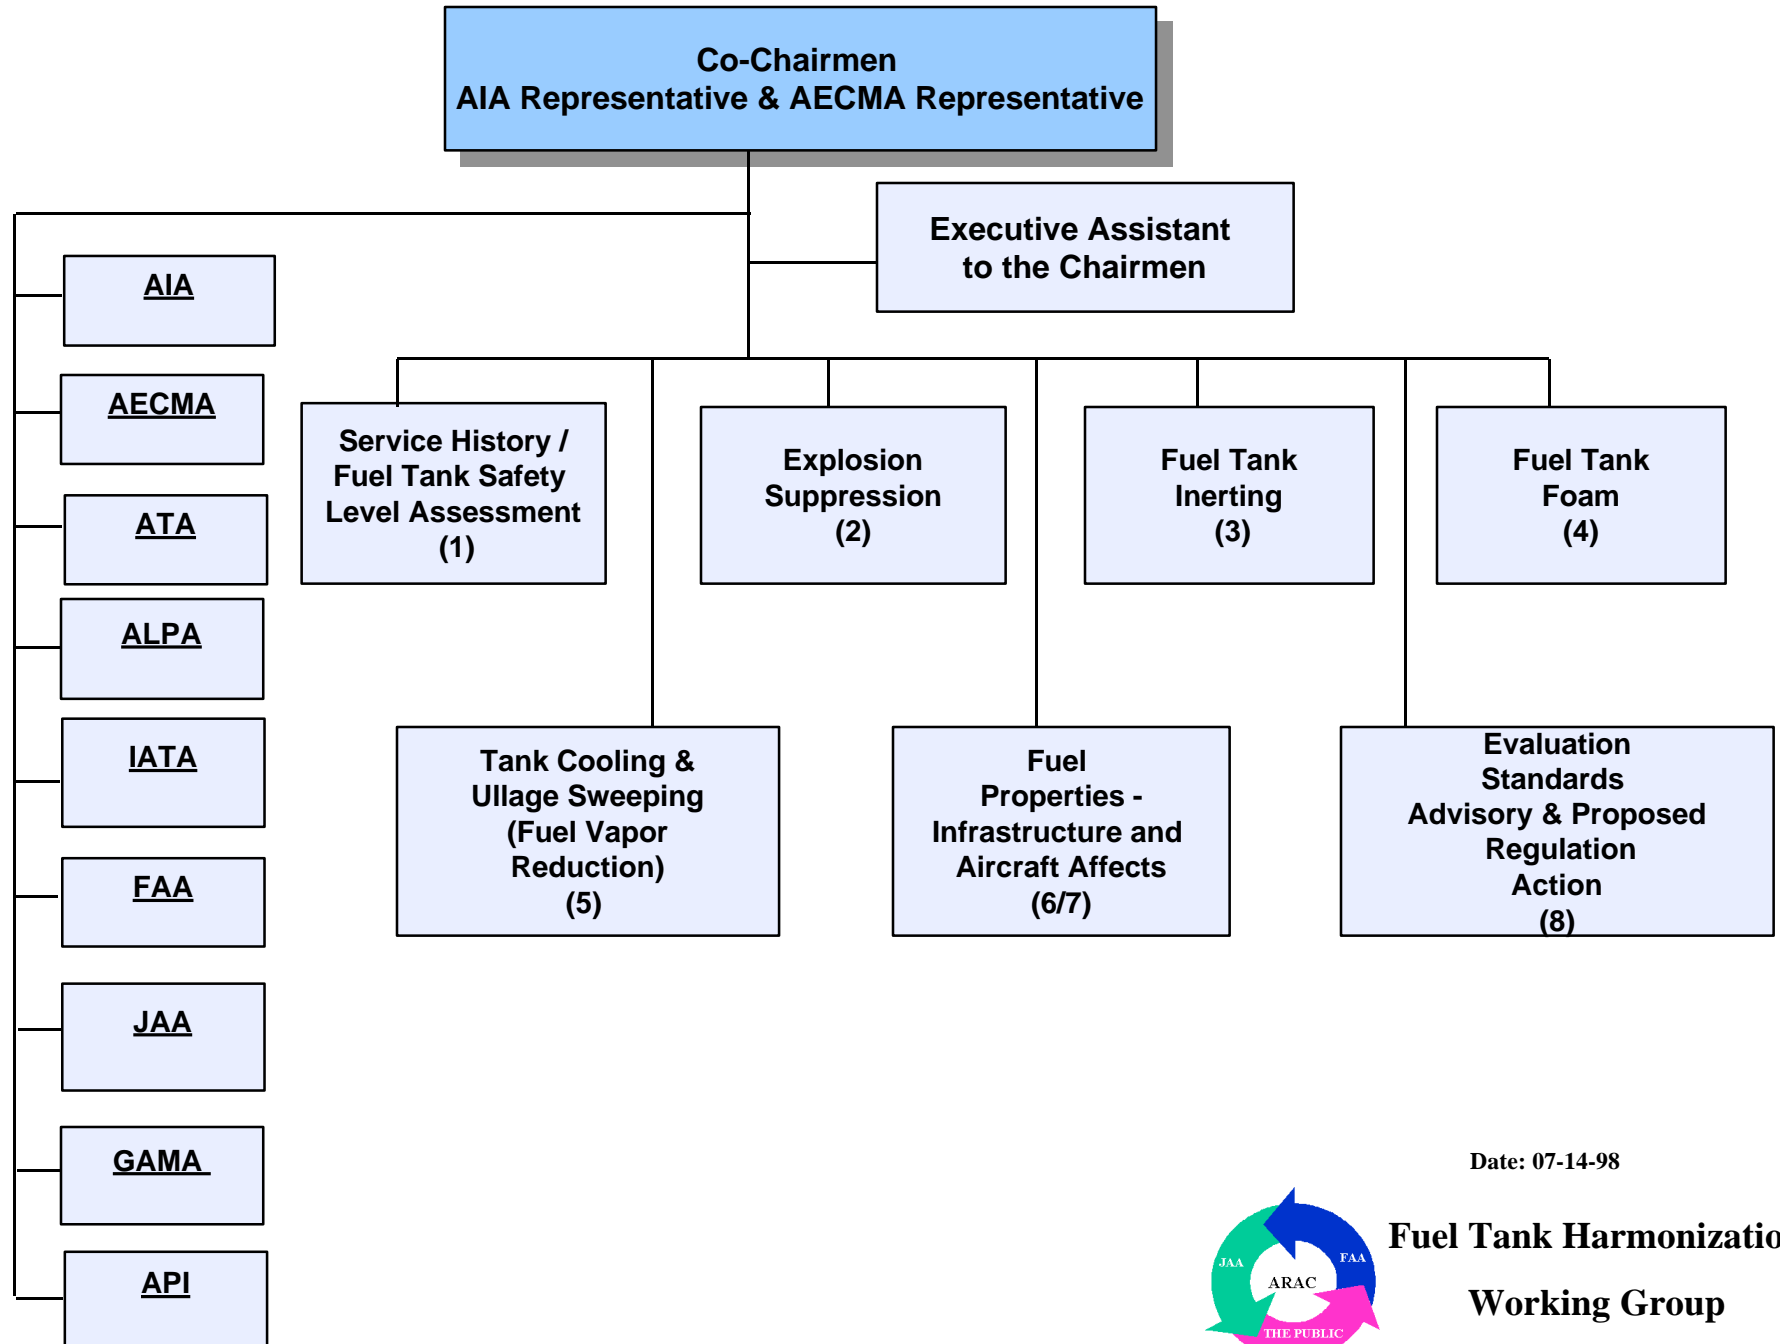 Co-Chairmen
AIA Representative & AECMA Representative
Executive Assistant
to the Chairmen
AIA
AECMA
ATA
ALPA
IATA
FAA
JAA
GAMA
API
Service History /
Fuel Tank Safety
Level Assessment
(1)
Explosion
Suppression
(2)
Fuel Tank
Inerting
(3)
Fuel Tank
Foam
(4)
Tank Cooling &
Ullage Sweeping
(Fuel Vapor
Reduction)
(5)
Fuel
Properties -
Infrastructure and
Aircraft Affects
(6/7)
Evaluation
Standards
Advisory & Proposed
Regulation
Action
(8)
Date: 07-14-98
JAA
FAA
ARAC
THE PUBLIC
Fuel Tank Harmonizatio
Working Group